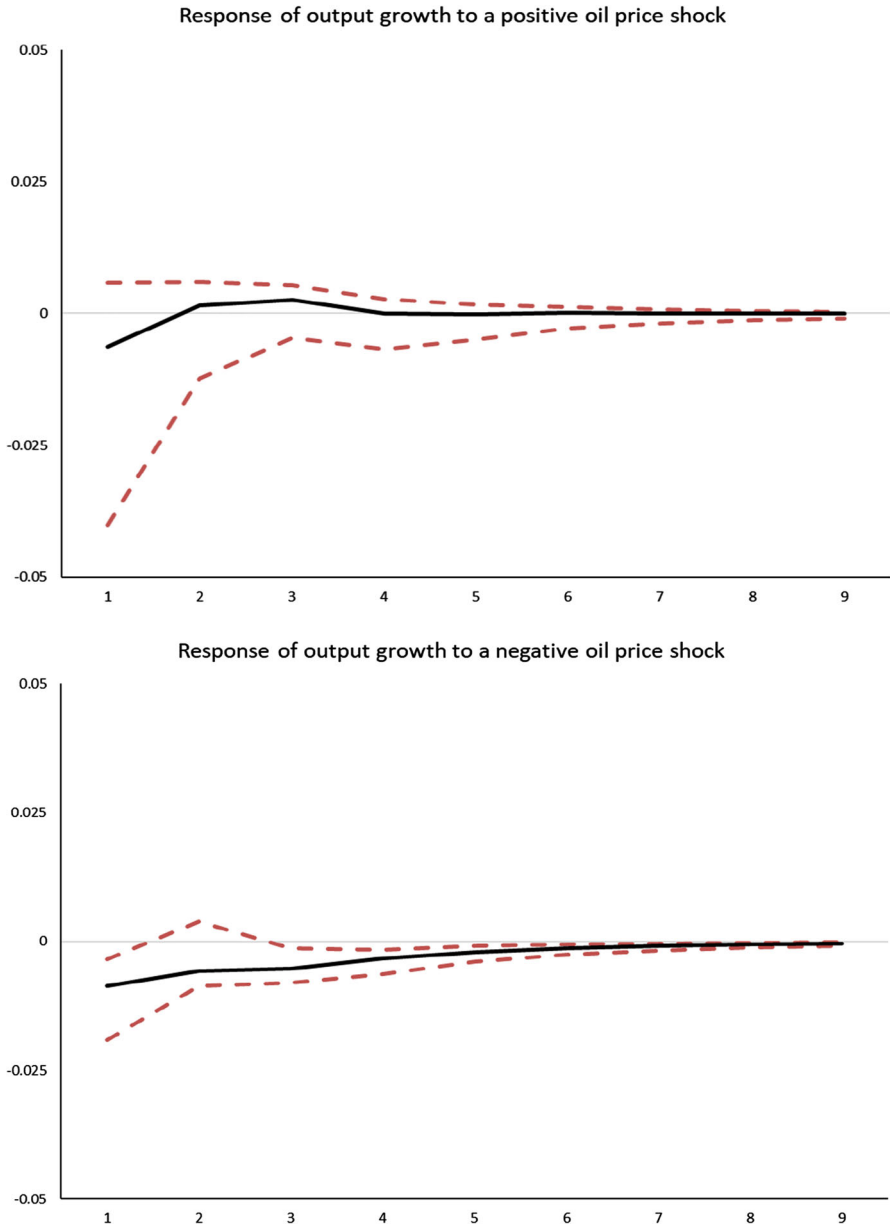 Response of output growth to a positive oil price shock
0.05
0.025
0
-0.025
-0.05
1 2 3 4 5 6 7 8 9
Response of output growth to a negative oil price shock
0.05
0.025
0
-0.025
-0.05
1 2 3 4 5 6 7 8 9